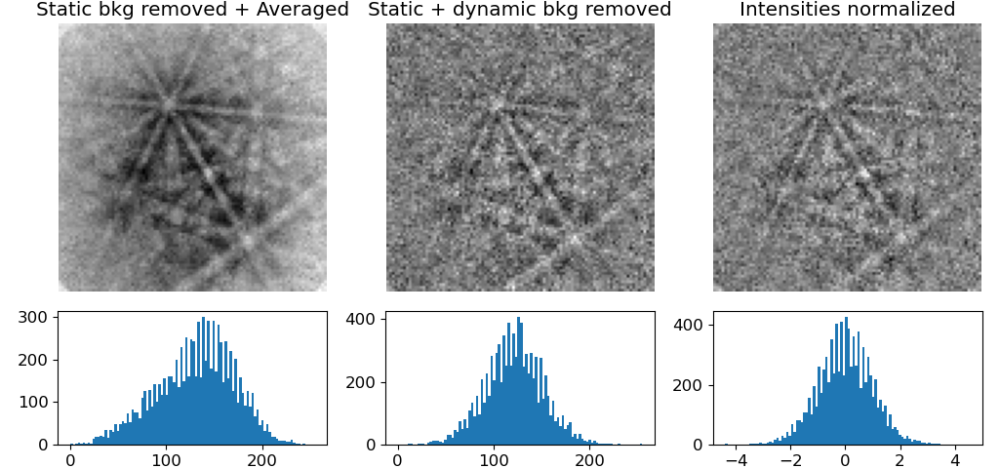 Static bkg removed + Averaged
Static + dynamic bkg removed
Intensities normalized
300
200
100
0
0 100 200
400
200
0
0 100 200
400
200
0
−4 −2 0 2 4